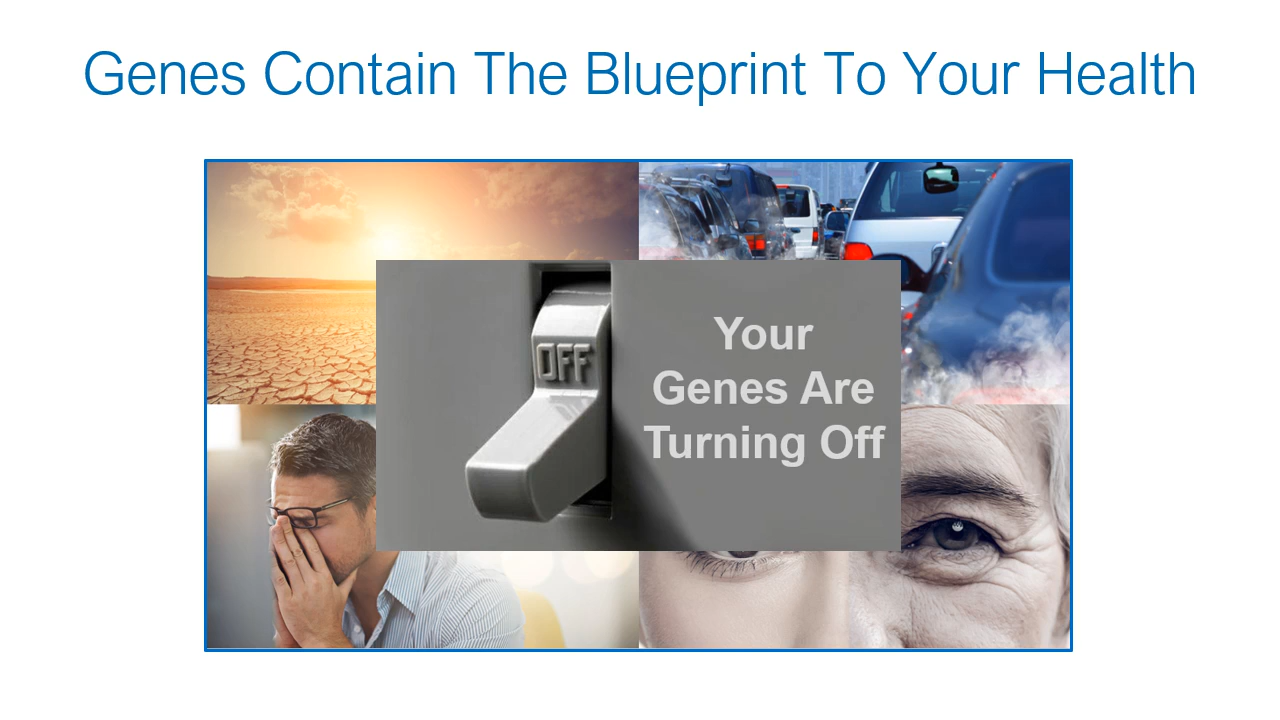 Genes Contain The Blueprint To Your Health
OFF
Your
Genes Are
Turning Off